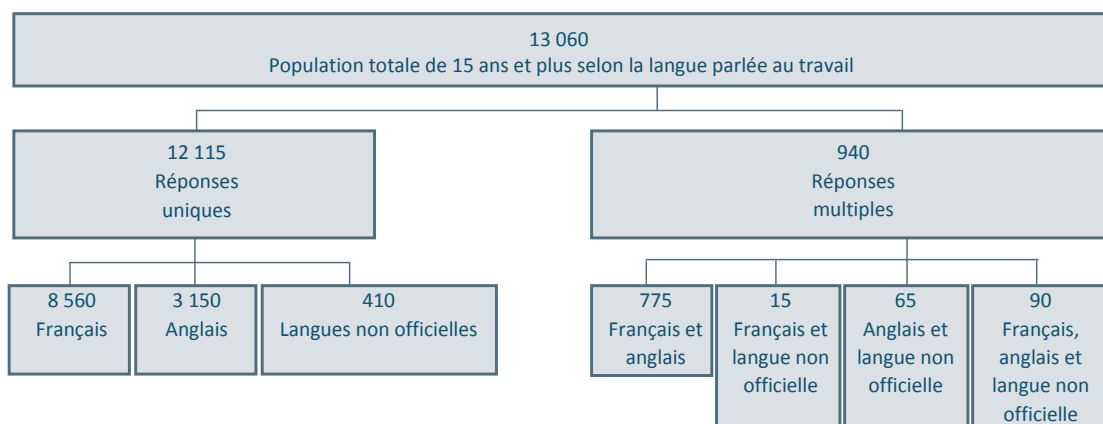 13 060
Population totale de 15 ans et plus selon la langue parlée au travail
12 115
Réponses
uniques
940
Réponses
multiples
8 560
Français
3 150
Anglais
410
Langues non officielles
775
Français et
anglais
15
Français et
langue non
officielle
65
Anglais et
langue non
officielle
90
Français,
anglais et
langue non
officielle